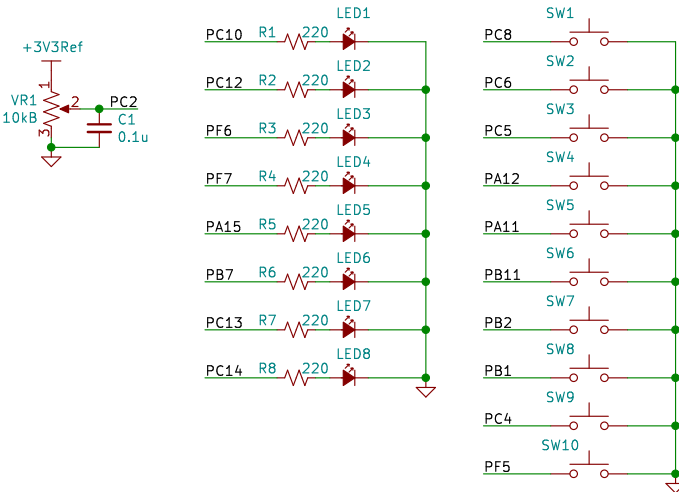 +3V3Ref
1
VR1
10kB
2
PC2
3
C1
0.1u
PC10 R1 220 LED1
PC12 R2 220 LED2
PF6 R3 220 LED3
PF7 R4 220 LED4
PA15 R5 220 LED5
PB7 R6 220 LED6
PC13 R7 220 LED7
PC14 R8 220 LED8
PC8 SW1
PC6 SW2
PC5 SW3
PA12 SW4
PA11 SW5
PB11 SW6
PB2 SW7
PB1 SW8
PC4 SW9
PF5 SW10